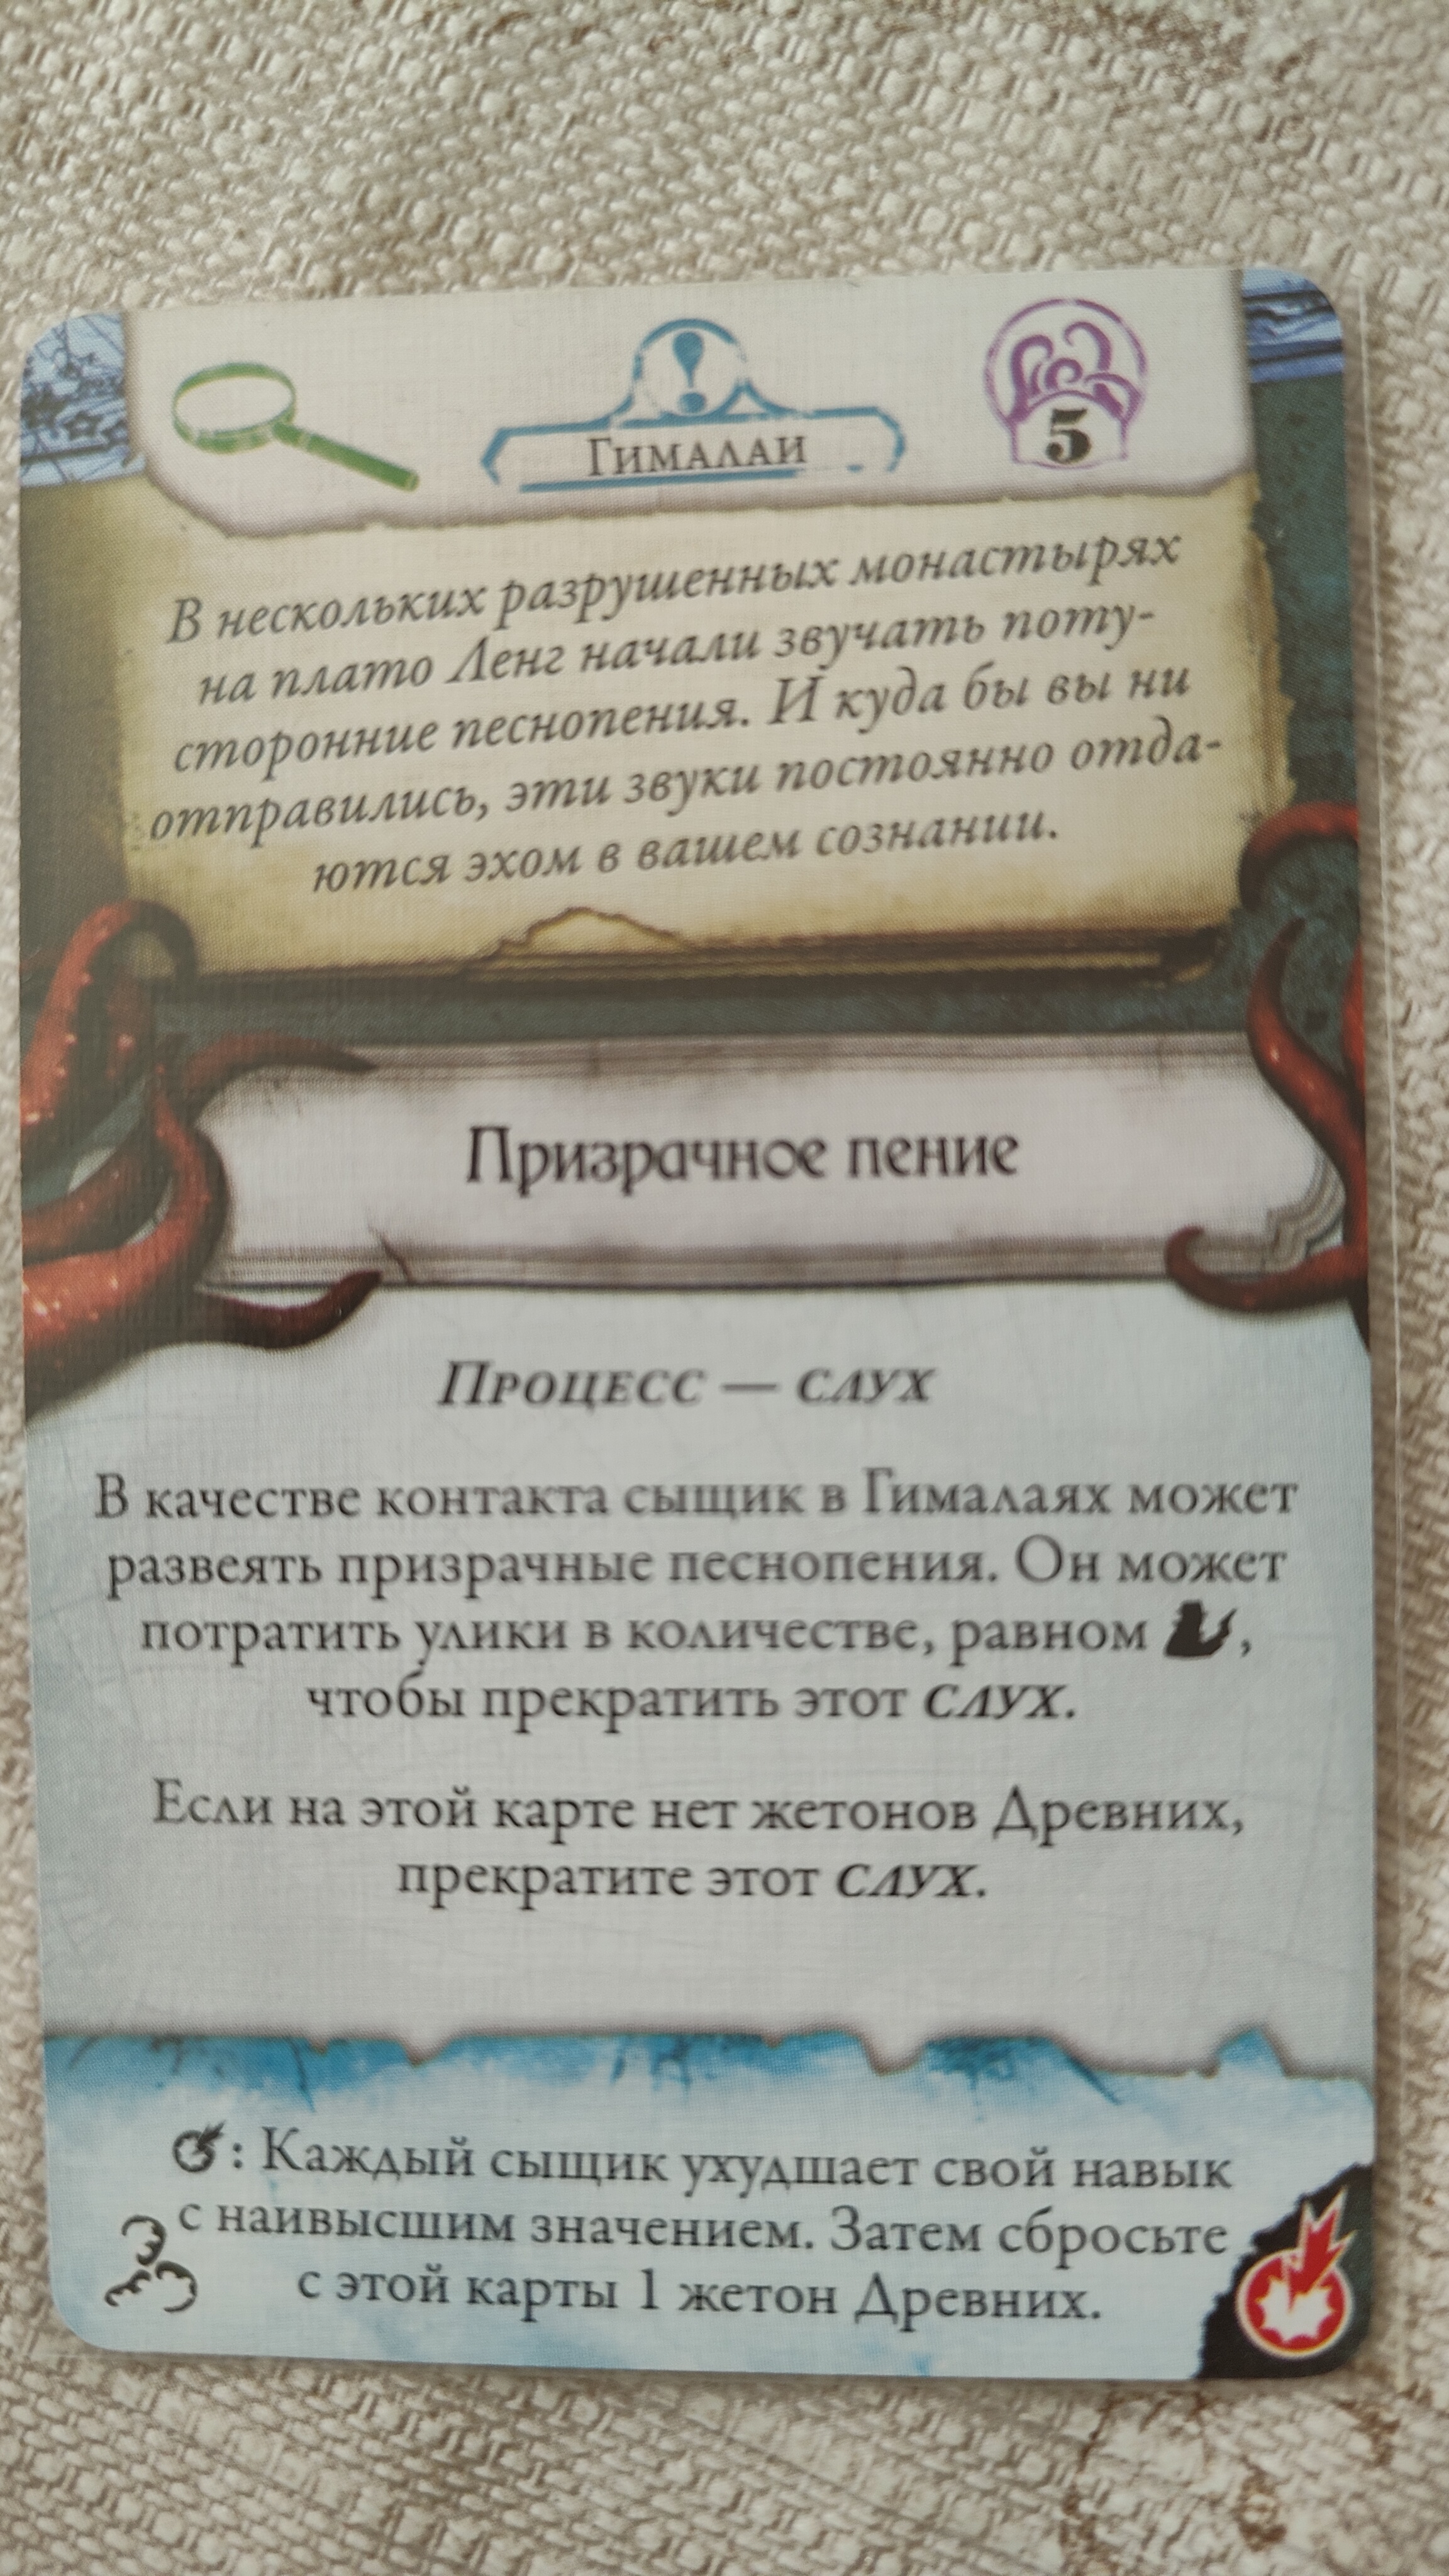 Гималаи
5
В нескольких разрушенных монастырях
на плато Ленг начали звучать поту-
сторонние песнопения. И куда бы вы ни
отправились, эти звуки постоянно отда-
ются эхом в вашем сознании.
Призрачное пение
Процесс — слух
В качестве контакта сыщик в Гималаях может
развеять призрачные песнопения. Он может
потратить улики в количестве, равном ,
чтобы прекратить этот слух.
Если на этой карте нет жетонов Древних,
прекратите этот слух.
: Каждый сыщик ухудшает свой навык
с наивысшим значением. Затем сбросьте
с этой карты 1 жетон Древних.